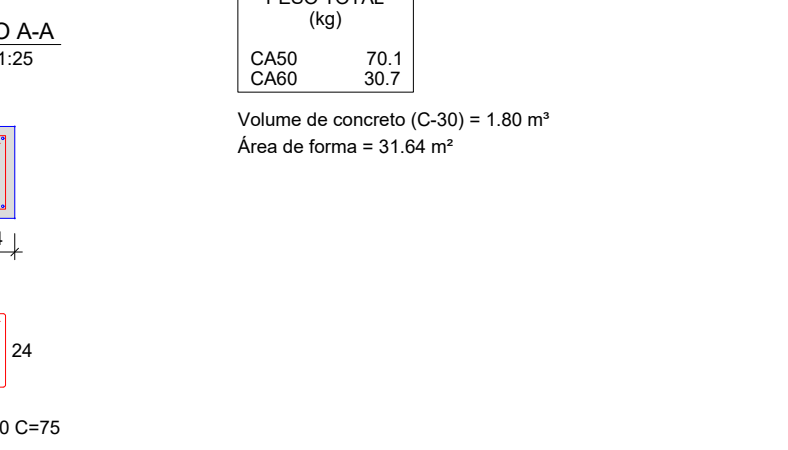 O A-A
1:25
PESO TOTAL
(kg)
CA50 70.1
CA60 30.7
Volume de concreto (C-30) = 1.80 m³
Área de forma = 31.64 m²
24
0 C=75